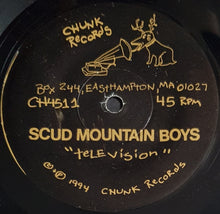 CHUNK
RECORDS
BOX 244, EASTHAMPTON, MA 01027
CH4511 45 RPM
SCUD MOUNTAIN BOYS
"teLEVision"
© ℗ 1994 CHUNK RECORDS